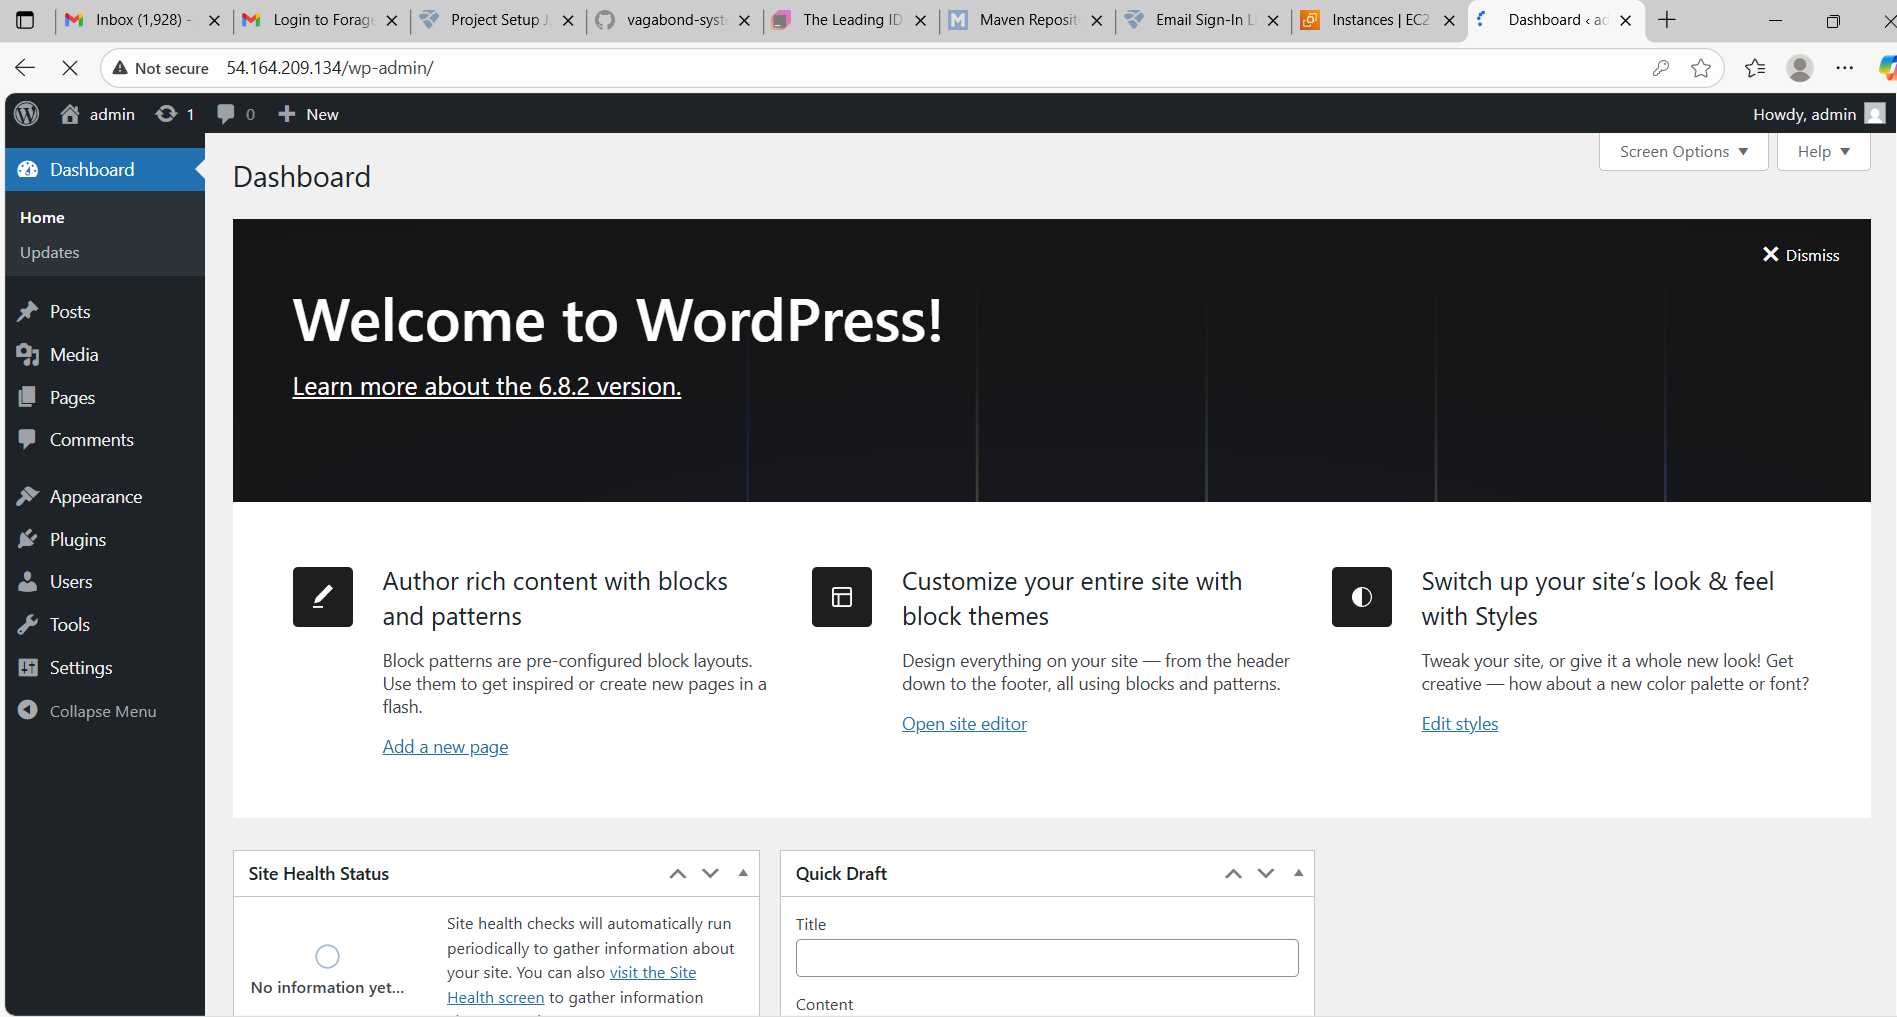 Inbox (1,928) -
Login to Forage
Project Setup J
vagabond-syst
The Leading ID
Maven Reposit
Email Sign-In Li
Instances | EC2
Dashboard ‹ ad
Not secure
54.164.209.134/wp-admin/
admin
1
0
New
Howdy, admin
Dashboard
Home
Updates
Posts
Media
Pages
Comments
Appearance
Plugins
Users
Tools
Settings
Collapse Menu
Dashboard
Screen Options
Help
Dismiss
Welcome to WordPress!
Learn more about the 6.8.2 version.
Author rich content with blocks
and patterns
Block patterns are pre-configured block layouts.
Use them to get inspired or create new pages in a
flash.
Add a new page
Customize your entire site with
block themes
Design everything on your site — from the header
down to the footer, all using blocks and patterns.
Open site editor
Switch up your site’s look & feel
with Styles
Tweak your site, or give it a whole new look! Get
creative — how about a new color palette or font?
Edit styles
Site Health Status
No information yet...
Site health checks will automatically run
periodically to gather information about
your site. You can also visit the Site
Health screen to gather information
Quick Draft
Title
Content